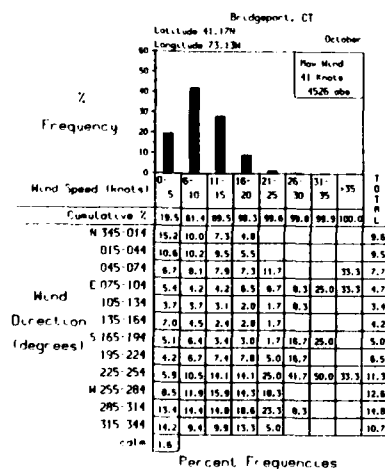 Bridgeport, CT
Latitude 41.17N
October
Longitude 73.13W
60
50
40
30
20
10
0
%
Frequency
Max Wind
41 Knots
4526 obs
Wind Speed (knots)
0-5 6-10 11-15 16-20 21-25 26-30 31-35 >35 TOTAL
Cumulative % 19.5 61.4 89.5 98.3 99.6 99.8 99.9 100.0
Wind Direction (degrees)
N 345-014 15.2 10.0 7.3 4.8 9.6
015-044 10.6 10.2 9.5 5.5 9.5
045-074 6.7 8.1 7.9 7.3 11.7 33.3 7.7
E 075-104 5.4 4.2 4.2 6.5 6.7 8.3 25.0 33.3 4.7
105-134 3.7 3.7 3.1 2.0 1.7 8.3 3.4
135-164 7.0 4.5 2.4 2.8 1.7 4.2
S 165-194 5.1 6.4 3.4 3.0 1.7 16.7 25.0 5.0
195-224 4.2 6.7 7.4 7.8 5.0 16.7 6.5
225-254 5.9 10.5 14.1 14.1 25.0 41.7 50.0 33.3 11.3
W 255-284 8.5 11.9 15.9 14.3 18.3 12.6
285-314 13.4 14.4 14.8 18.6 23.3 8.3 14.8
315-344 14.2 9.4 9.9 13.3 5.0 10.7
calm 1.6
Percent Frequencies